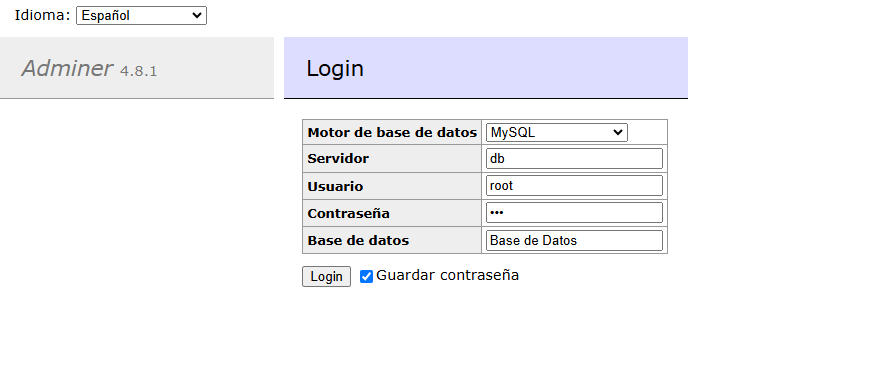 Idioma: Español
Adminer 4.8.1
Login
Motor de base de datos MySQL
Servidor db
Usuario root
Contraseña •••
Base de datos Base de Datos
Login Guardar contraseña